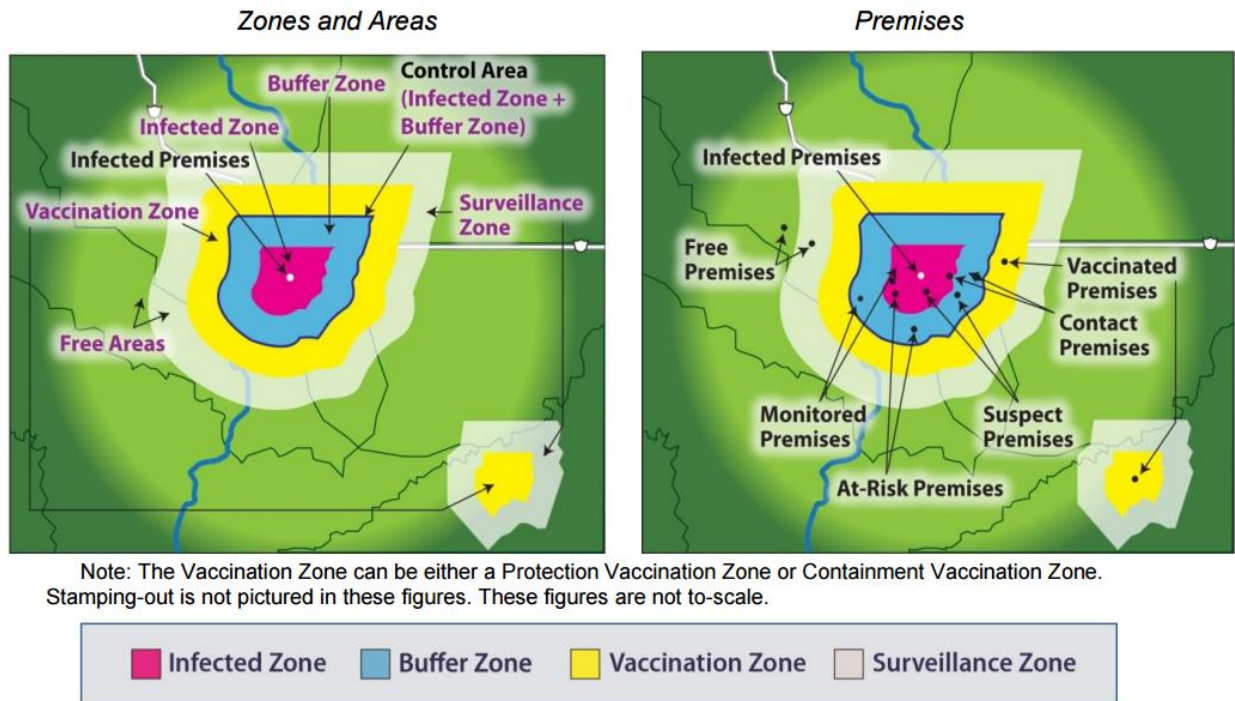 Zones and Areas
Premises
Buffer Zone
Control Area
(Infected Zone +
Buffer Zone)
Infected Zone
Infected Premises
Vaccination Zone
Surveillance
Zone
Free Areas
Infected Premises
Free
Premises
Vaccinated
Premises
Contact
Premises
Monitored
Premises
Suspect
Premises
At-Risk Premises
Note: The Vaccination Zone can be either a Protection Vaccination Zone or Containment Vaccination Zone.
Stamping-out is not pictured in these figures. These figures are not to-scale.
Infected Zone
Buffer Zone
Vaccination Zone
Surveillance Zone